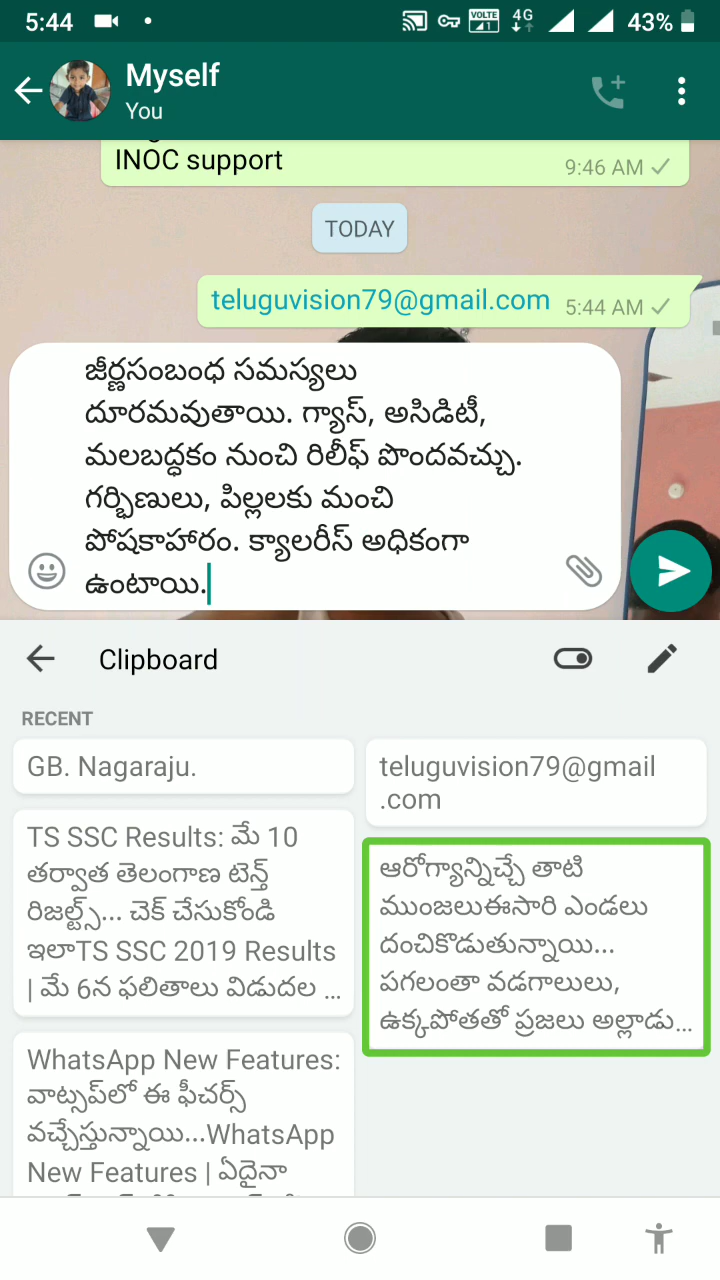 5:44
VOLTE
4G
43%
Myself
You
INOC support
9:46 AM
TODAY
teluguvision79@gmail.com 5:44 AM
జీర్ణసంబంధ సమస్యలు
దూరమవుతాయి. గ్యాస్, అసిడిటీ,
మలబద్ధకం నుంచి రిలీఫ్ పొందవచ్చు.
గర్భిణులు, పిల్లలకు మంచి
పోషకాహారం. క్యాలరీస్ అధికంగా
ఉంటాయి.
Clipboard
RECENT
GB. Nagaraju.
TS SSC Results: మే 10
తర్వాత తెలంగాణ టెన్త్
రిజల్ట్స్... చెక్ చేసుకోండి
ఇలాTS SSC 2019 Results
| మే 6న ఫలితాలు విడుదల ...
WhatsApp New Features:
వాట్సప్‌లో ఈ ఫీచర్స్
వచ్చేస్తున్నాయి...WhatsApp
New Features | ఏదైనా
teluguvision79@gmail
.com
ఆరోగ్యాన్నిచ్చే తాటి
ముంజలుఈసారి ఎండలు
దంచికొడుతున్నాయి...
పగలంతా వడగాలులు,
ఉక్కపోతతో ప్రజలు అల్లాడు...